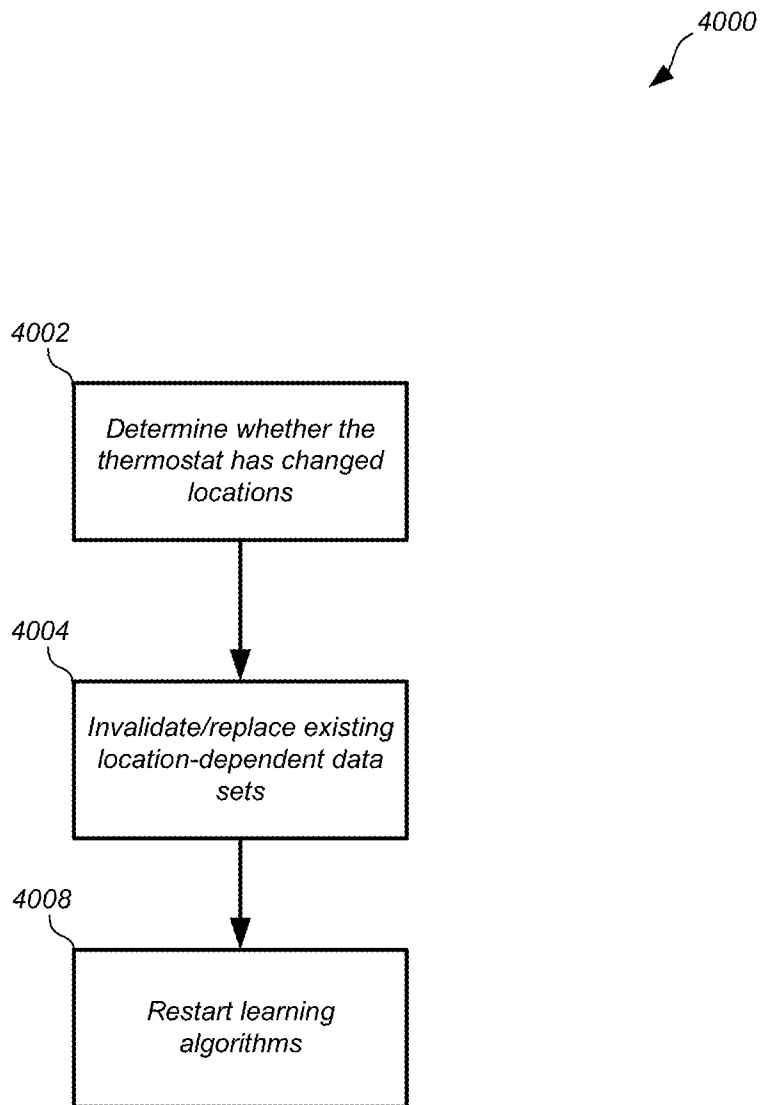 4000
4002
Determine whether the
thermostat has changed
locations
4004
Invalidate/replace existing
location-dependent data
sets
4008
Restart learning
algorithms